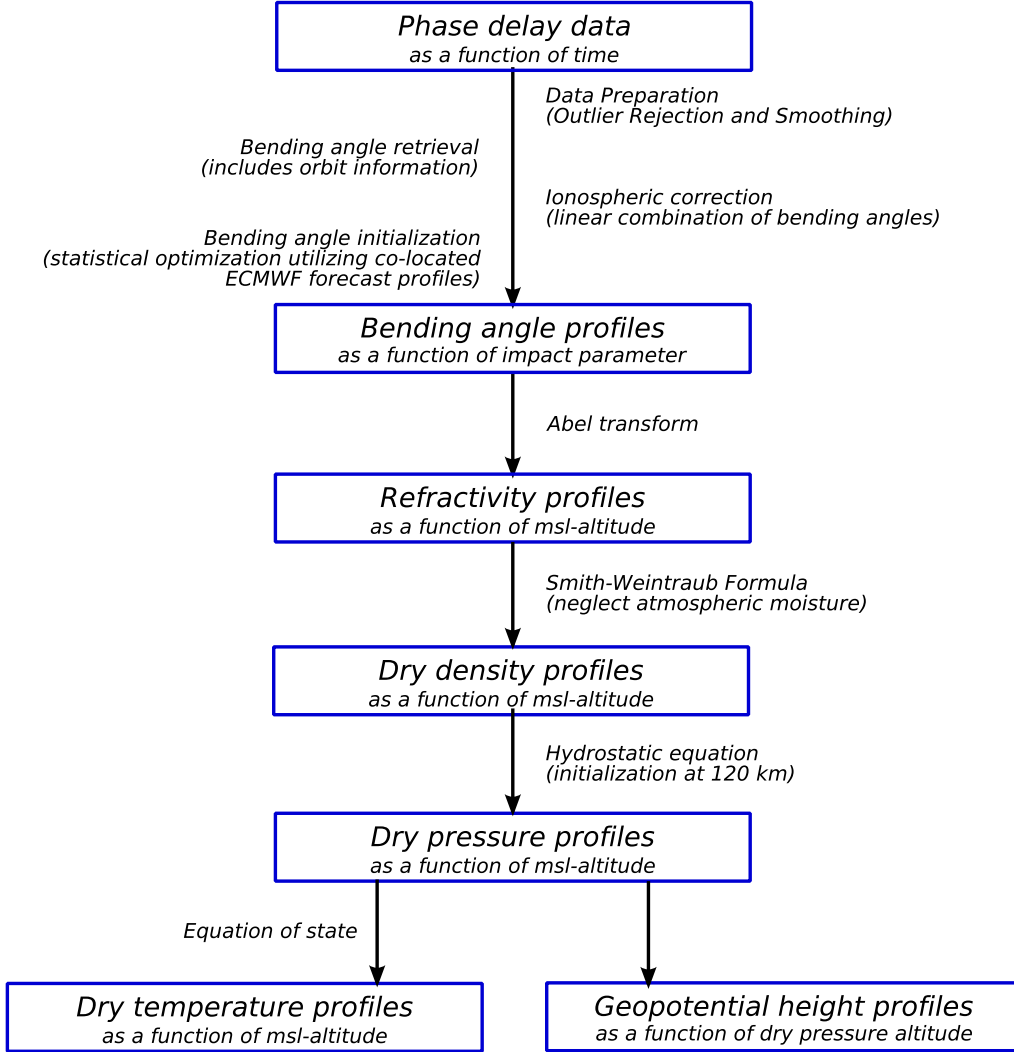 Phase delay data
as a function of time
Data Preparation
(Outlier Rejection and Smoothing)
Bending angle retrieval
(includes orbit information)
Ionospheric correction
(linear combination of bending angles)
Bending angle initialization
(statistical optimization utilizing co-located
ECMWF forecast profiles)
Bending angle profiles
as a function of impact parameter
Abel transform
Refractivity profiles
as a function of msl-altitude
Smith-Weintraub Formula
(neglect atmospheric moisture)
Dry density profiles
as a function of msl-altitude
Hydrostatic equation
(initialization at 120 km)
Dry pressure profiles
as a function of msl-altitude
Equation of state
Dry temperature profiles
as a function of msl-altitude
Geopotential height profiles
as a function of dry pressure altitude